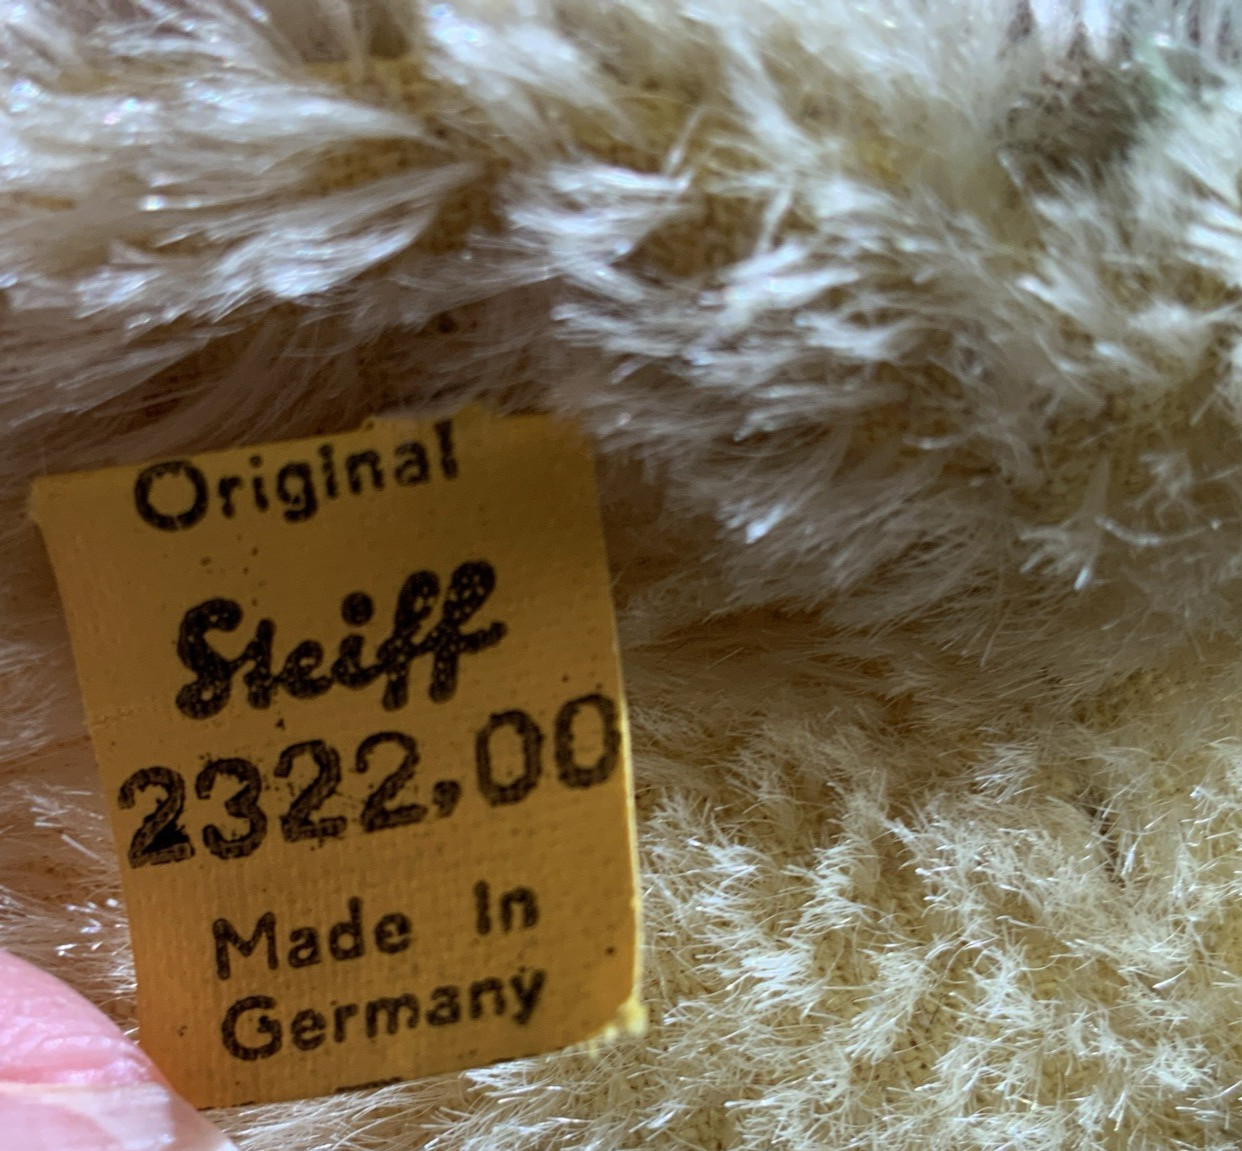 Original
Steiff
2322,00
Made in
Germany